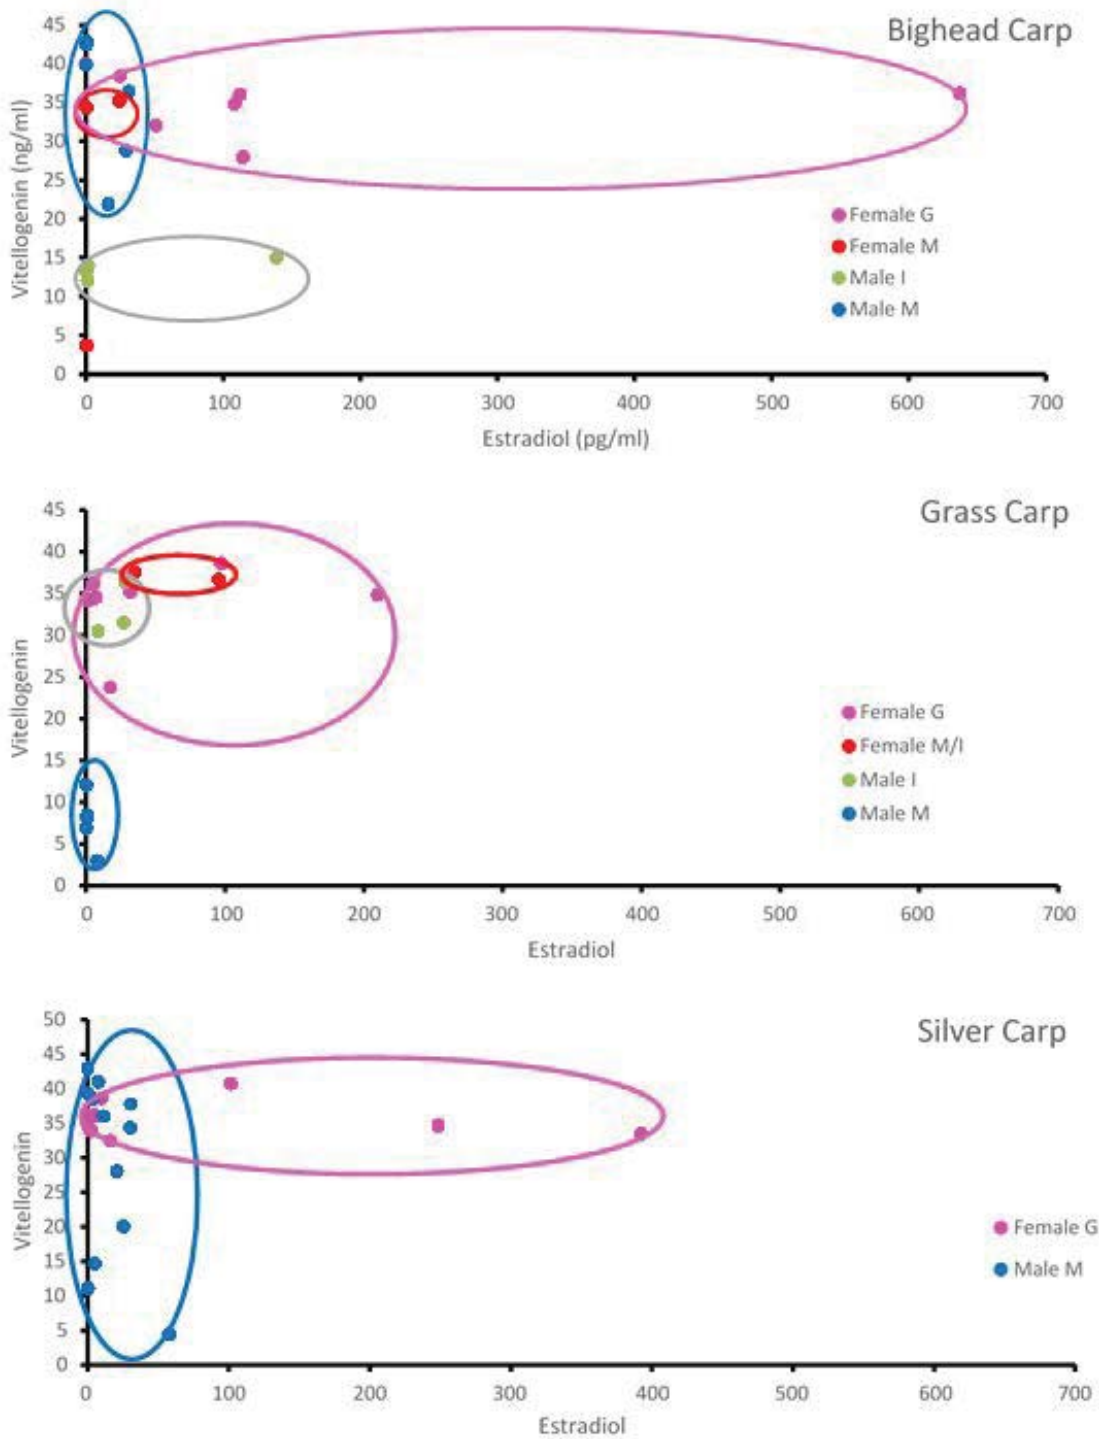 Bighead Carp
Vitellogenin (ng/ml)
45
40
35
30
25
20
15
10
5
0
0 100 200 300 400 500 600 700
Estradiol (pg/ml)
Female G
Female M
Male I
Male M
Grass Carp
Vitellogenin
45
40
35
30
25
20
15
10
5
0
0 100 200 300 400 500 600 700
Estradiol
Female G
Female M/I
Male I
Male M
Silver Carp
Vitellogenin
50
45
40
35
30
25
20
15
10
5
0
0 100 200 300 400 500 600 700
Estradiol
Female G
Male M